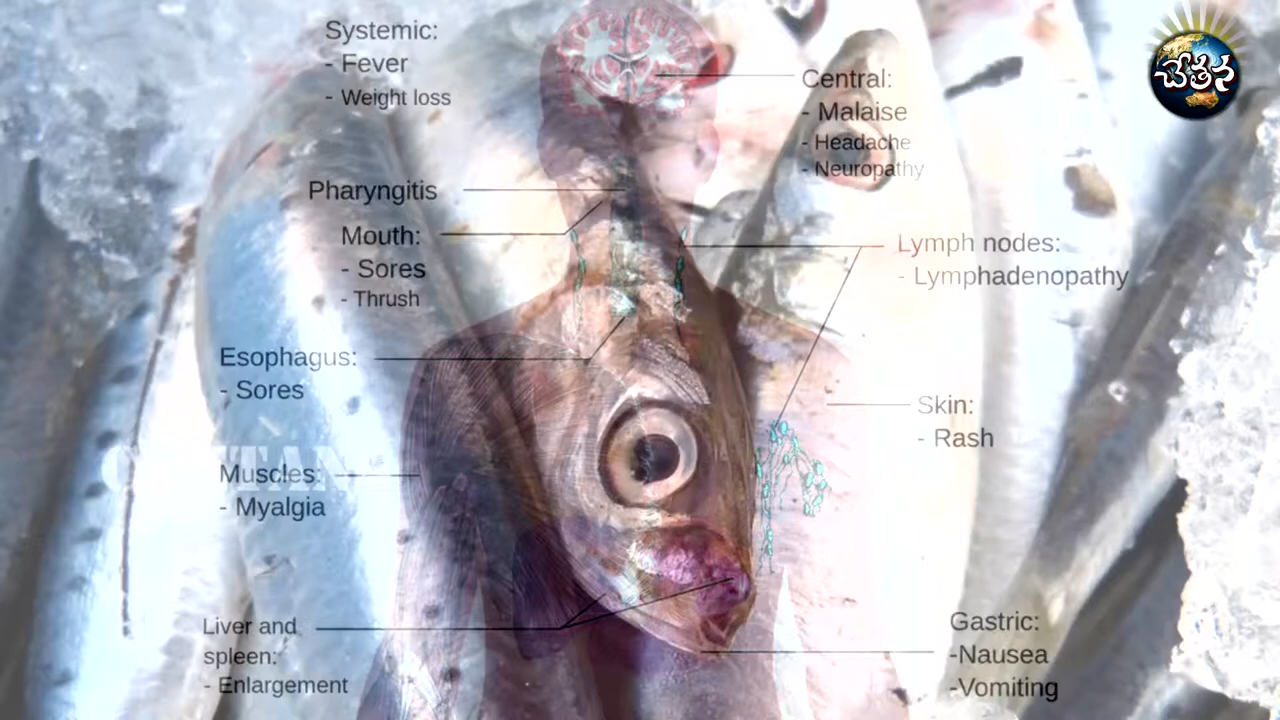 Systemic:
- Fever
- Weight loss
Central:
- Malaise
- Headache
- Neuropathy
Pharyngitis
Mouth:
- Sores
- Thrush
Lymph nodes:
- Lymphadenopathy
Esophagus:
- Sores
Skin:
- Rash
Muscles:
- Myalgia
Liver and
spleen:
- Enlargement
Gastric:
-Nausea
-Vomiting
చేతన